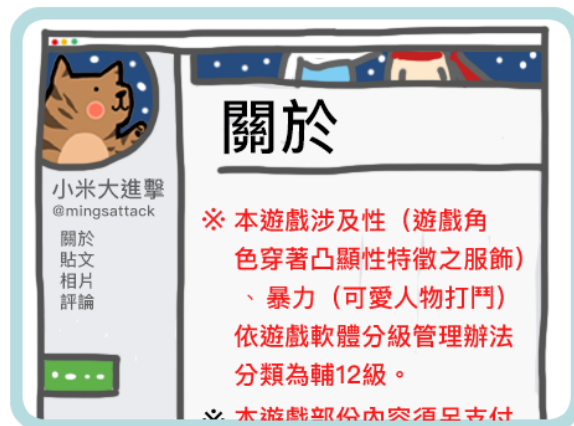 關於
小米大進擊
@mingsattack
關於
貼文
相片
評論
※ 本遊戲涉及性（遊戲角
色穿著凸顯性特徵之服飾）
、暴力（可愛人物打鬥）
依遊戲軟體分級管理辦法
分類為輔12級。
※ 本遊戲部份內容須另支付